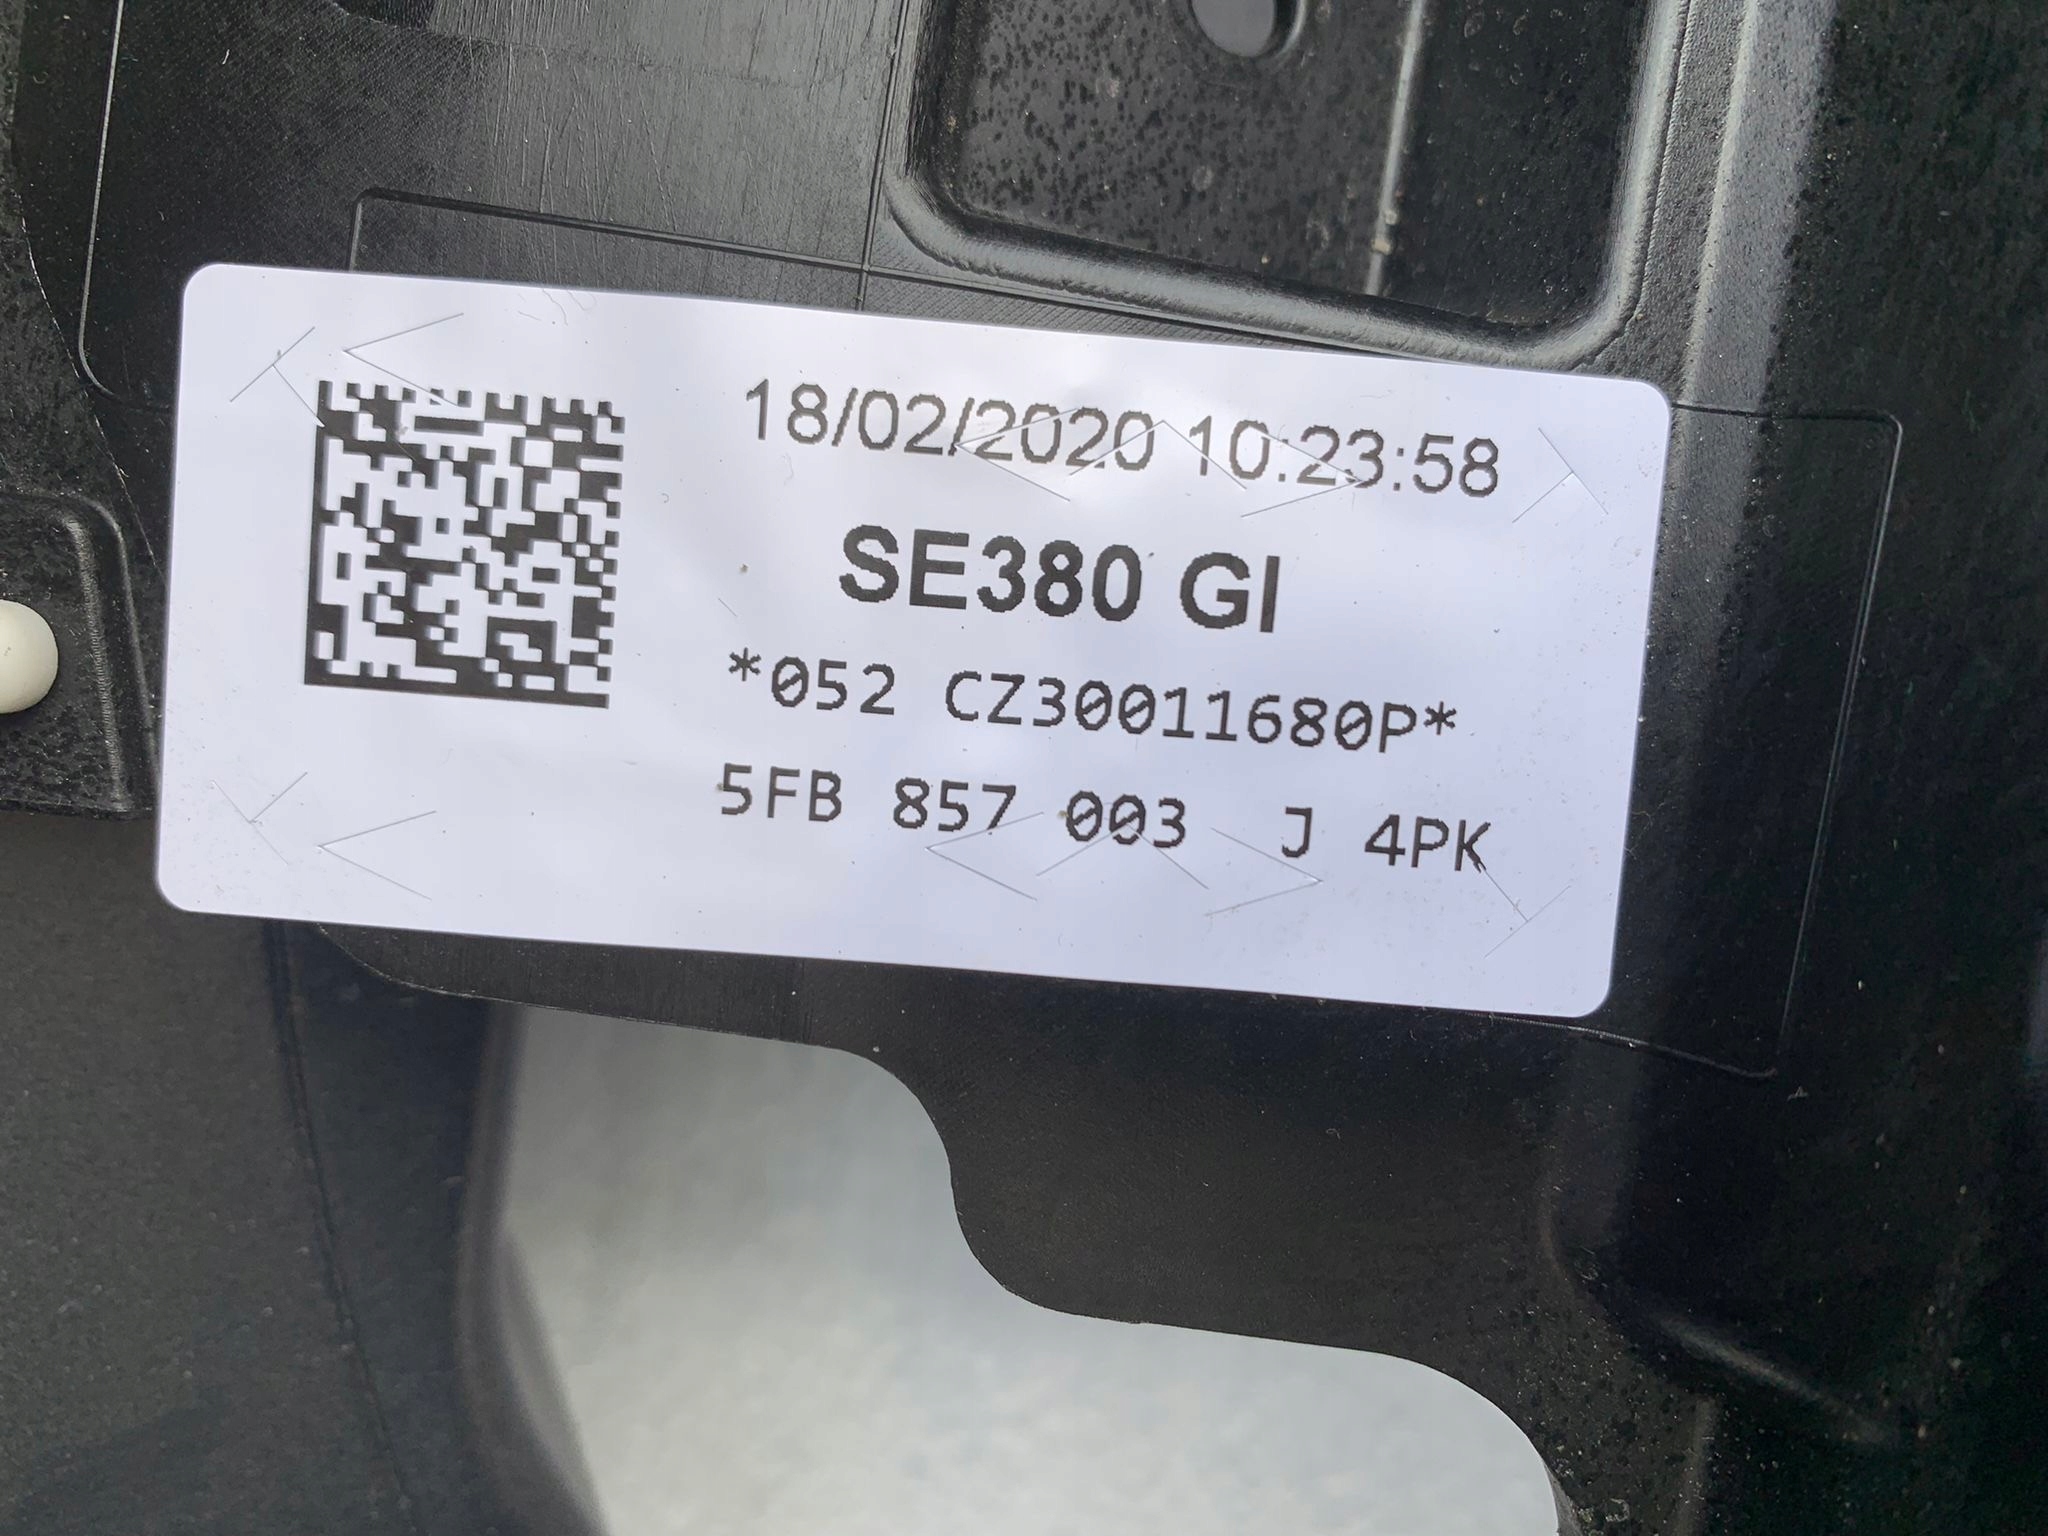 18/02/2020 10:23:58
SE380 GI
*052 CZ30011680P*
5FB 857 003 J 4PK